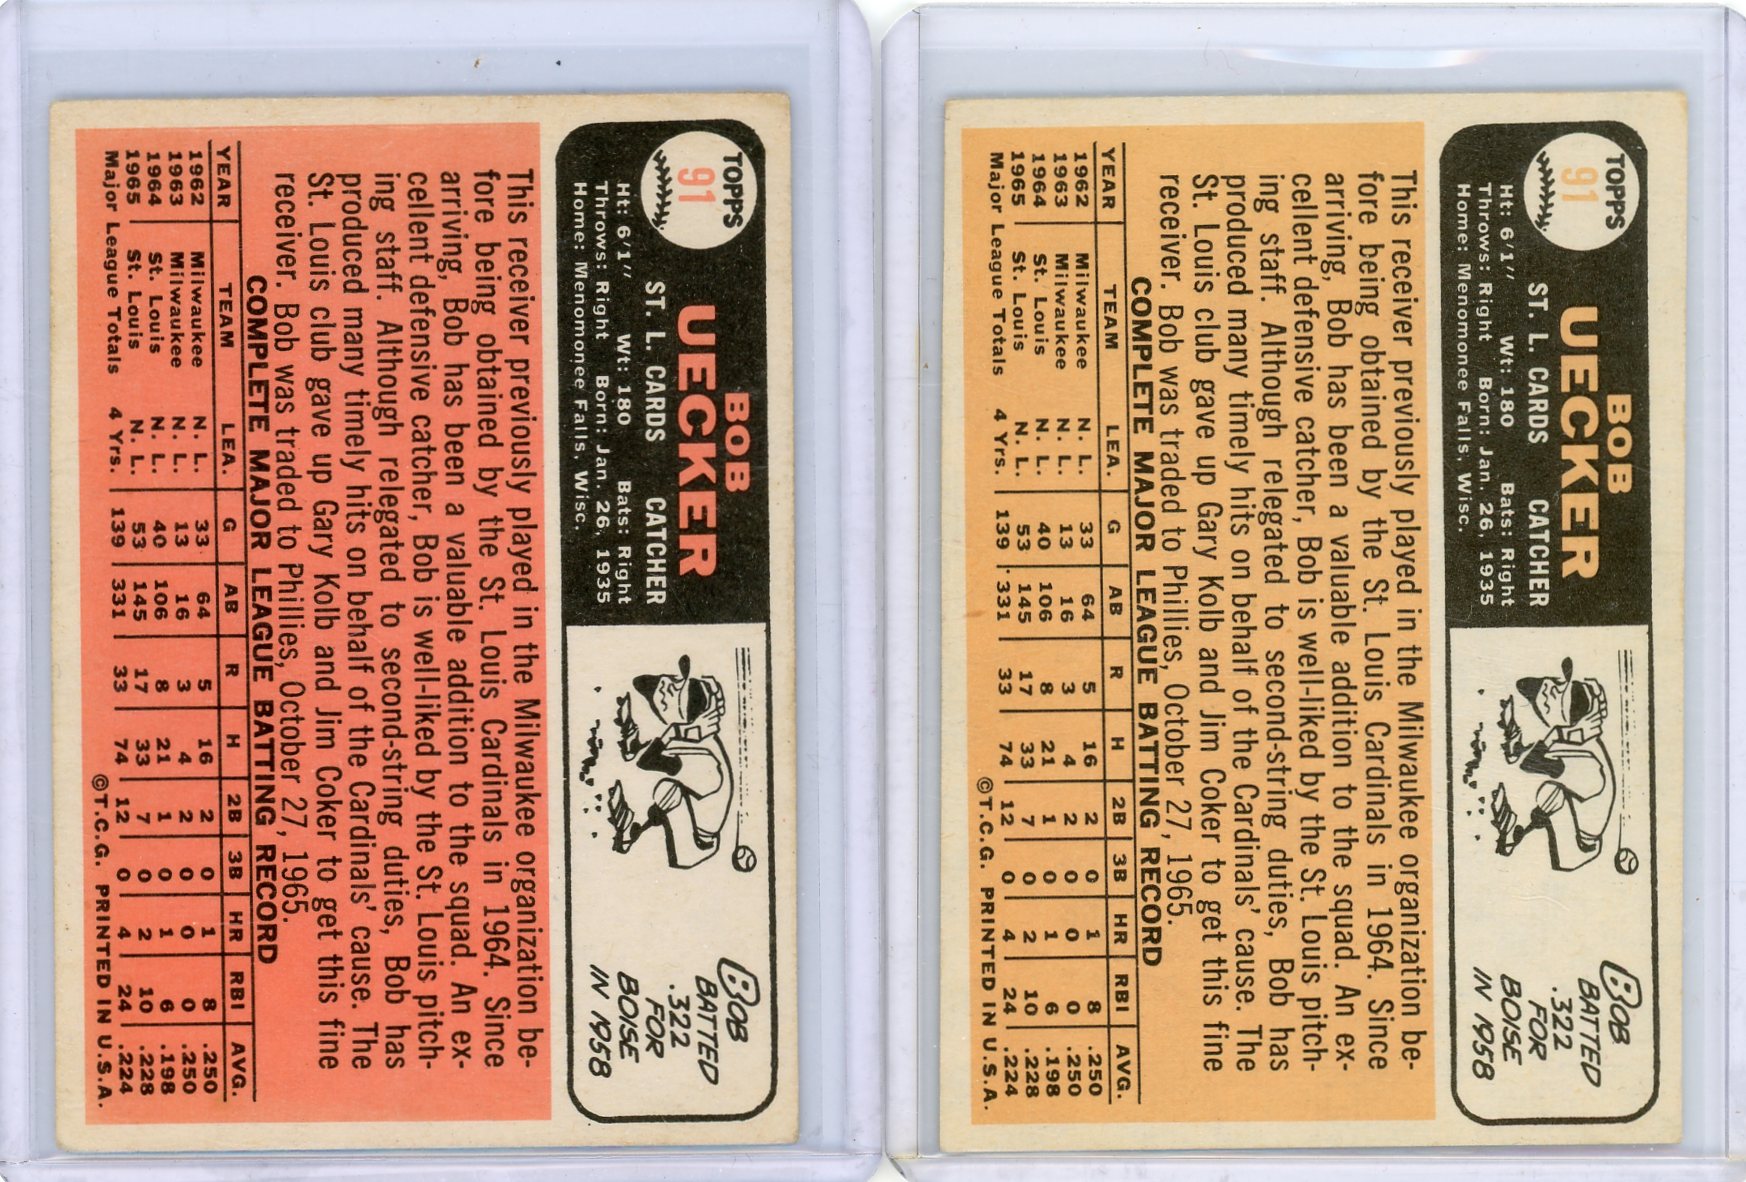 TOPPS
91
BOB
UECKER
ST. L. CARDS CATCHER
Ht: 6'1" Wt: 180 Bats: Right
Throws: Right Born: Jan. 26, 1935
Home: Menomonee Falls, Wisc.
BOB
BATTED
.322
FOR
BOISE
IN 1958
This receiver previously played in the Milwaukee organization be-
fore being obtained by the St. Louis Cardinals in 1964. Since
arriving, Bob has been a valuable addition to the squad. An ex-
cellent defensive catcher, Bob is well-liked by the St. Louis pitch-
ing staff. Although relegated to second-string duties, Bob has
produced many timely hits on behalf of the Cardinals' cause. The
St. Louis club gave up Gary Kolb and Jim Coker to get this fine
receiver. Bob was traded to Phillies, October 27, 1965.
COMPLETE MAJOR LEAGUE BATTING RECORD
YEAR TEAM LEA. G AB R H 2B 3B HR RBI AVG.
1962 Milwaukee N. L. 33 64 5 16 2 0 1 8 .250
1963 Milwaukee N. L. 13 16 3 4 2 0 0 0 .250
1964 St. Louis N. L. 40 106 8 21 1 0 1 6 .198
1965 St. Louis N. L. 53 145 17 33 7 0 2 10 .228
Major League Totals 4 Yrs. 139 331 33 74 12 0 4 24 .224
©T.C.G. PRINTED IN U.S.A.
TOPPS
91
BOB
UECKER
ST. L. CARDS CATCHER
Ht: 6'1" Wt: 180 Bats: Right
Throws: Right Born: Jan. 26, 1935
Home: Menomonee Falls, Wisc.
BOB
BATTED
.322
FOR
BOISE
IN 1958
This receiver previously played in the Milwaukee organization be-
fore being obtained by the St. Louis Cardinals in 1964. Since
arriving, Bob has been a valuable addition to the squad. An ex-
cellent defensive catcher, Bob is well-liked by the St. Louis pitch-
ing staff. Although relegated to second-string duties, Bob has
produced many timely hits on behalf of the Cardinals' cause. The
St. Louis club gave up Gary Kolb and Jim Coker to get this fine
receiver. Bob was traded to Phillies, October 27, 1965.
COMPLETE MAJOR LEAGUE BATTING RECORD
YEAR TEAM LEA. G AB R H 2B 3B HR RBI AVG.
1962 Milwaukee N. L. 33 64 5 16 2 0 1 8 .250
1963 Milwaukee N. L. 13 16 3 4 2 0 0 0 .250
1964 St. Louis N. L. 40 106 8 21 1 0 1 6 .198
1965 St. Louis N. L. 53 145 17 33 7 0 2 10 .228
Major League Totals 4 Yrs. 139 331 33 74 12 0 4 24 .224
©T.C.G. PRINTED IN U.S.A.